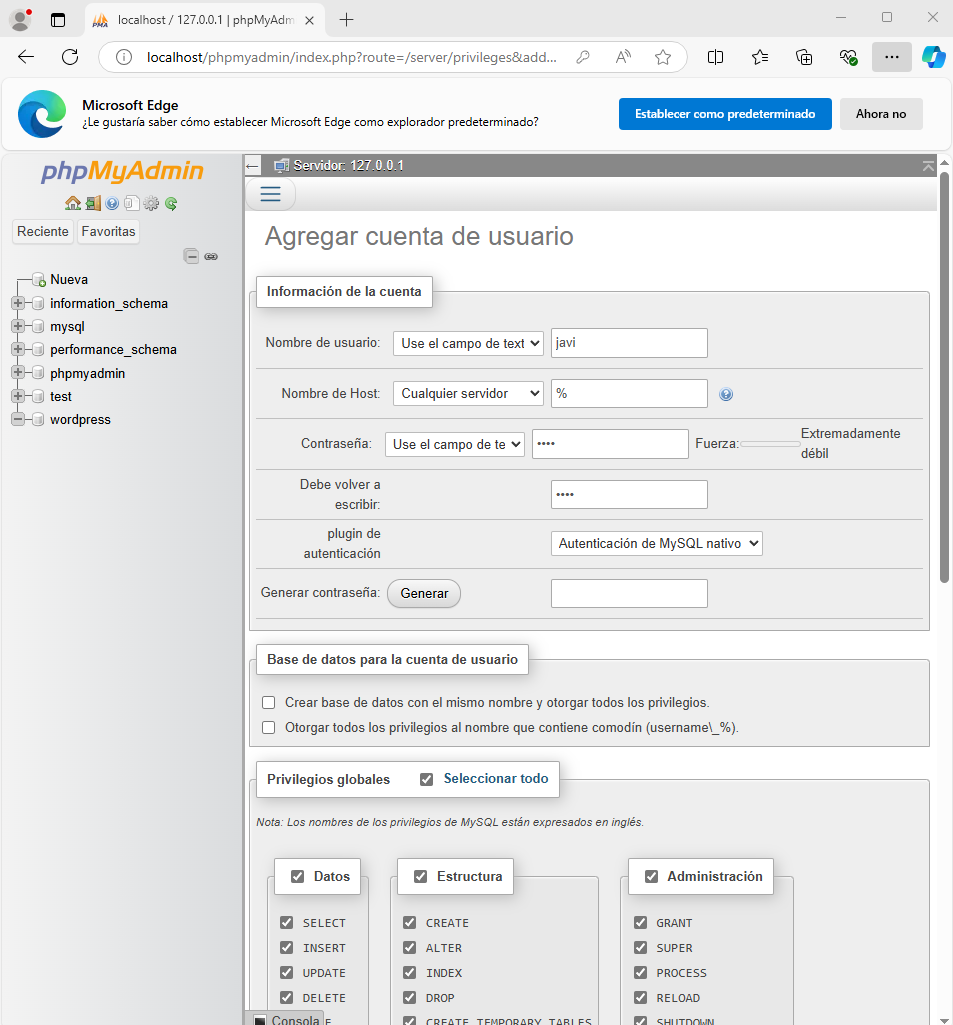 localhost / 127.0.0.1 | phpMyAdm
localhost/phpmyadmin/index.php?route=/server/privileges&add...
Microsoft Edge
¿Le gustaría saber cómo establecer Microsoft Edge como explorador predeterminado?
Establecer como predeterminado
Ahora no
phpMyAdmin
Reciente
Favoritas
Nueva
information_schema
mysql
performance_schema
phpmyadmin
test
wordpress
Servidor: 127.0.0.1
Agregar cuenta de usuario
Información de la cuenta
Nombre de usuario: Use el campo de text javi
Nombre de Host: Cualquier servidor %
Contraseña: Use el campo de te •••• Fuerza: Extremadamente
débil
Debe volver a
escribir: ••••
plugin de
autenticación Autenticación de MySQL nativo
Generar contraseña: Generar
Base de datos para la cuenta de usuario
Crear base de datos con el mismo nombre y otorgar todos los privilegios.
Otorgar todos los privilegios al nombre que contiene comodín (username\_%).
Privilegios globales Seleccionar todo
Nota: Los nombres de los privilegios de MySQL están expresados en inglés.
Datos
SELECT
INSERT
UPDATE
DELETE
Estructura
CREATE
ALTER
INDEX
DROP
CREATE TEMPORARY TABLES
Administración
GRANT
SUPER
PROCESS
RELOAD
SHUTDOWN
Consola